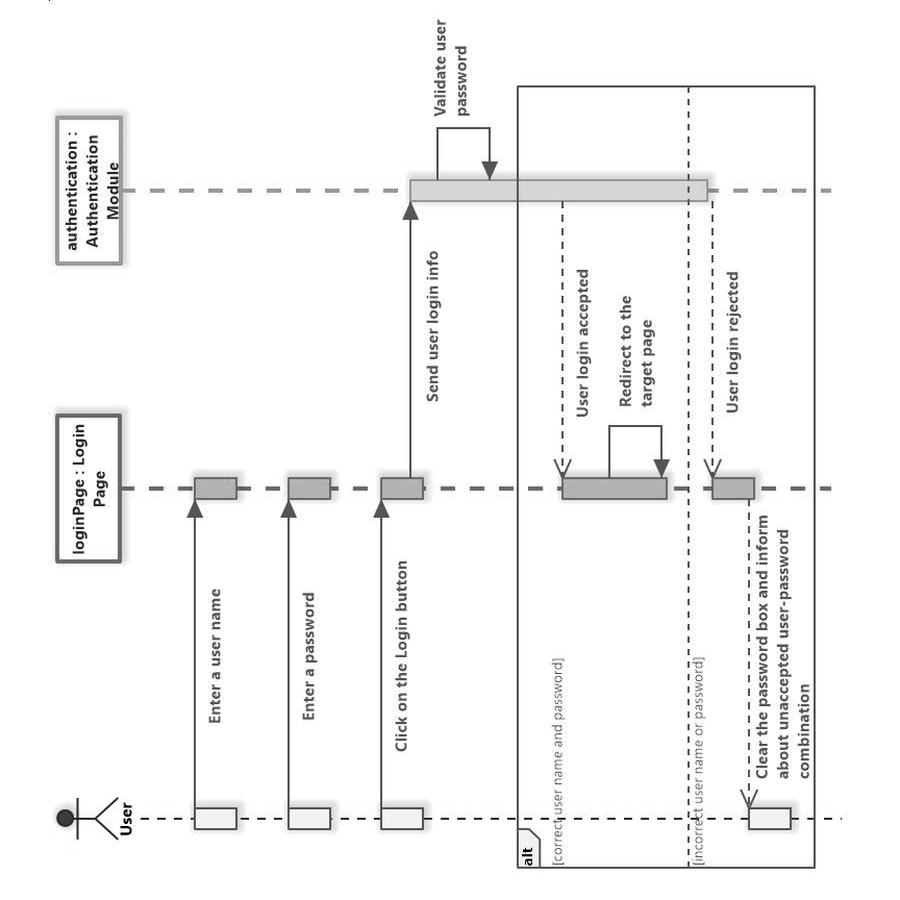 User
loginPage : Login
Page
authentication :
Authentication
Module
Enter a user name
Enter a password
Click on the Login button
Send user login info
Validate user
password
alt
[correct user name and password]
User login accepted
Redirect to the
target page
[incorrect user name or password]
User login rejected
Clear the password box and inform
about unaccepted user-password
combination